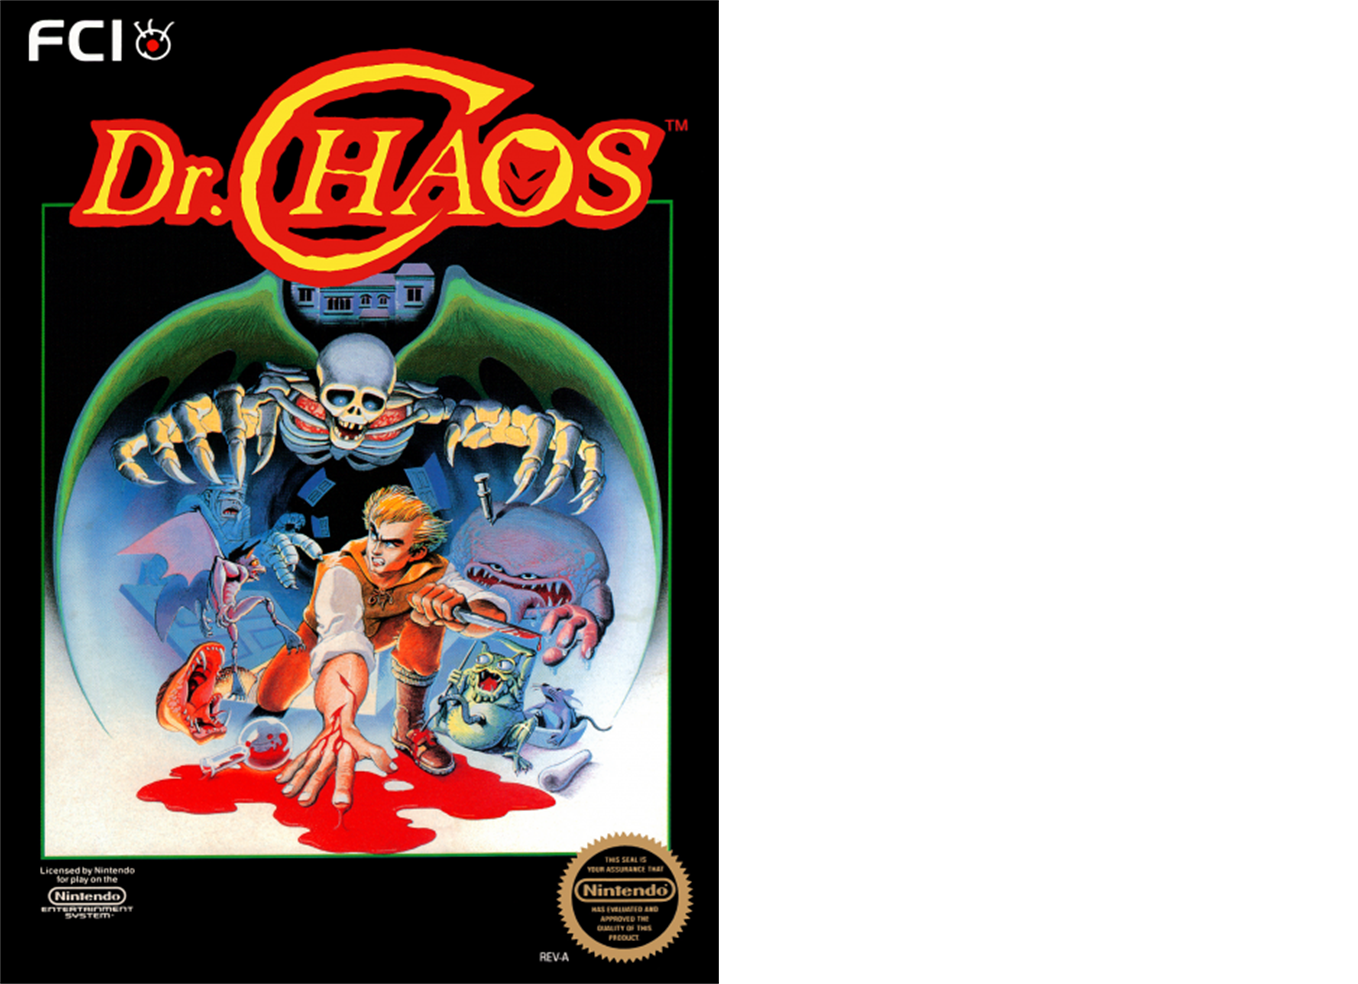 FCI
Dr. CHAOS ™
Licensed by Nintendo
for play on the
Nintendo
ENTERTAINMENT
SYSTEM™
THIS SEAL IS
YOUR ASSURANCE THAT
Nintendo®
HAS EVALUATED AND
APPROVED THE
QUALITY OF THIS
PRODUCT.
REV-A